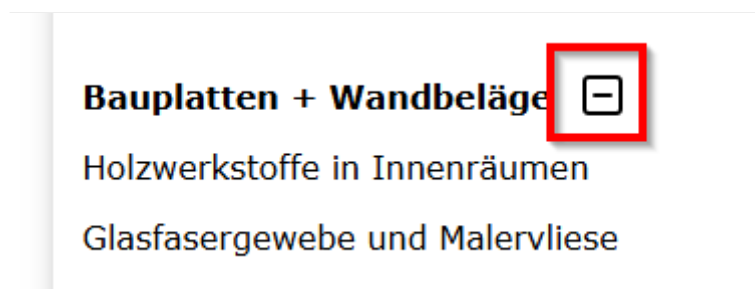 Bauplatten + Wandbeläge
Holzwerkstoffe in Innenräumen
Glasfasergewebe und Malervliese